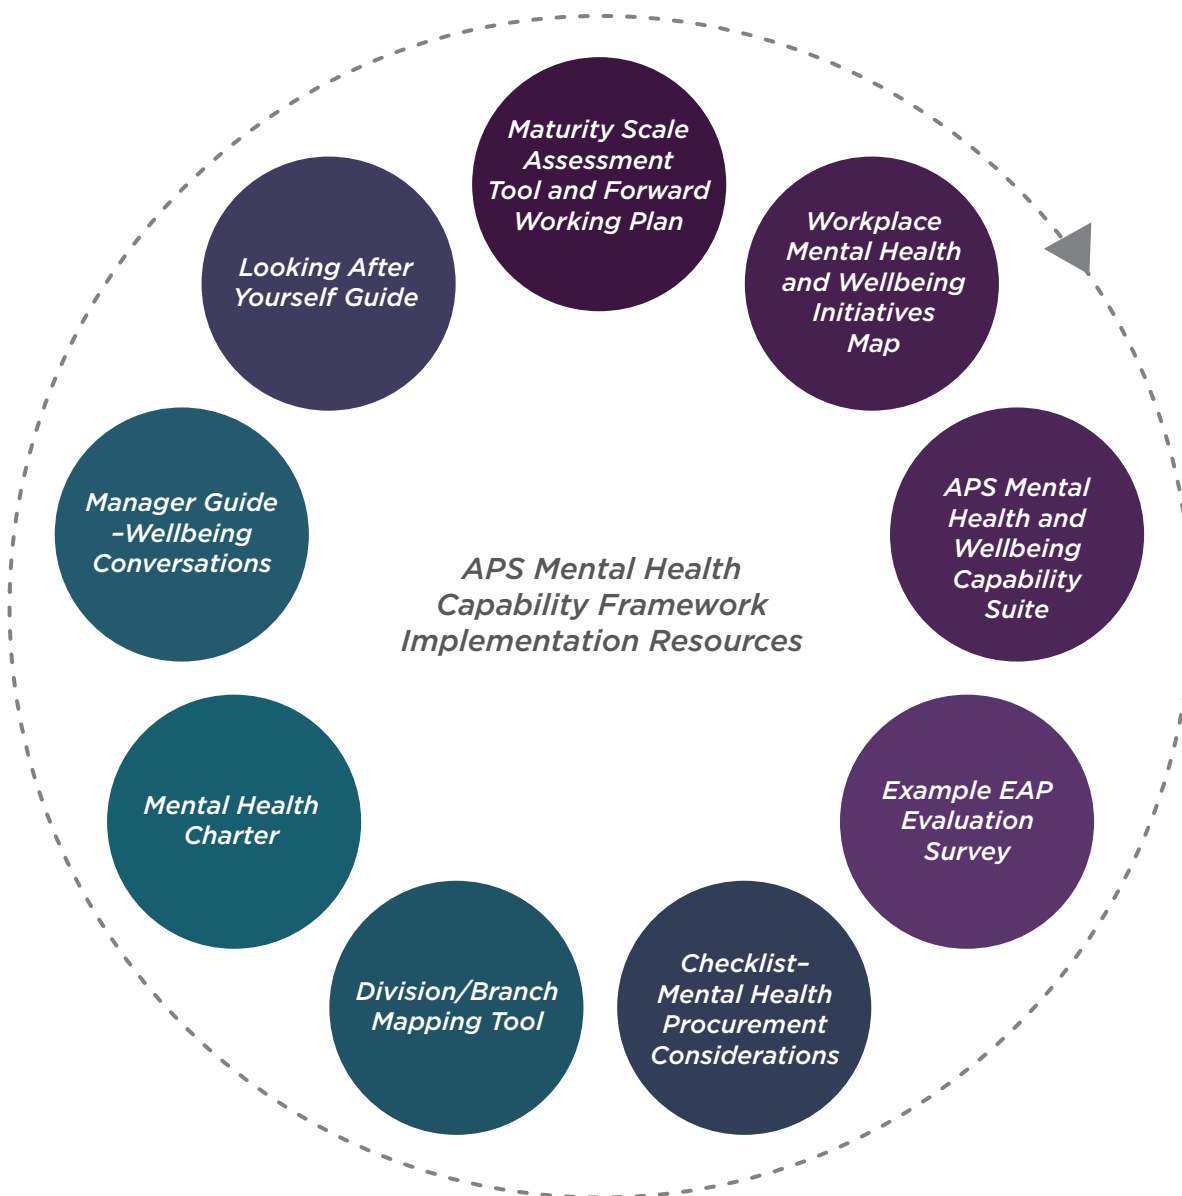 Maturity Scale
Assessment
Tool and Forward
Working Plan
Workplace
Mental Health
and Wellbeing
Initiatives
Map
APS Mental
Health and
Wellbeing
Capability
Suite
Example EAP
Evaluation
Survey
Checklist–
Mental Health
Procurement
Considerations
Division/Branch
Mapping Tool
Mental Health
Charter
Manager Guide
–Wellbeing
Conversations
Looking After
Yourself Guide
APS Mental Health
Capability Framework
Implementation Resources